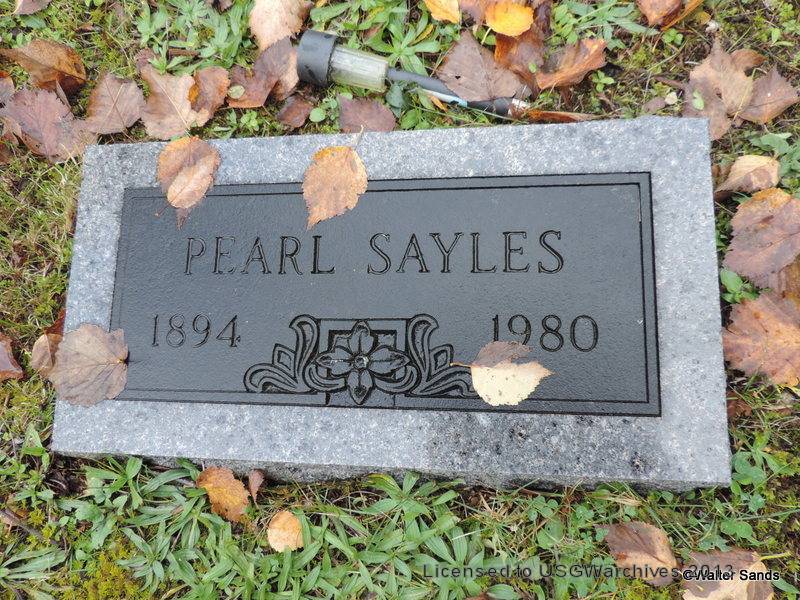 PEARL SAYLES
1894 1980
Licensed to USGWarchives 2013
©Walter Sands